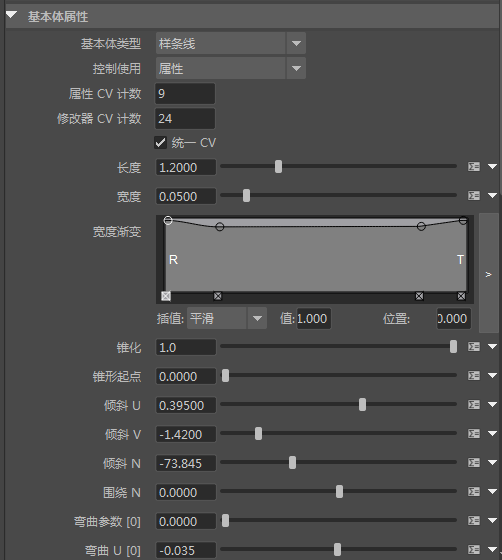 基本体属性
基本体类型 样条线
控制使用 属性
属性 CV 计数 9
修改器 CV 计数 24
统一 CV
长度 1.2000
宽度 0.0500
宽度渐变 R T >
插值: 平滑 值: 1.000 位置: 0.000
锥化 1.0
锥形起点 0.0000
倾斜 U 0.39500
倾斜 V -1.4200
倾斜 N -73.845
围绕 N 0.0000
弯曲参数 [0] 0.0000
弯曲 U [0] -0.035